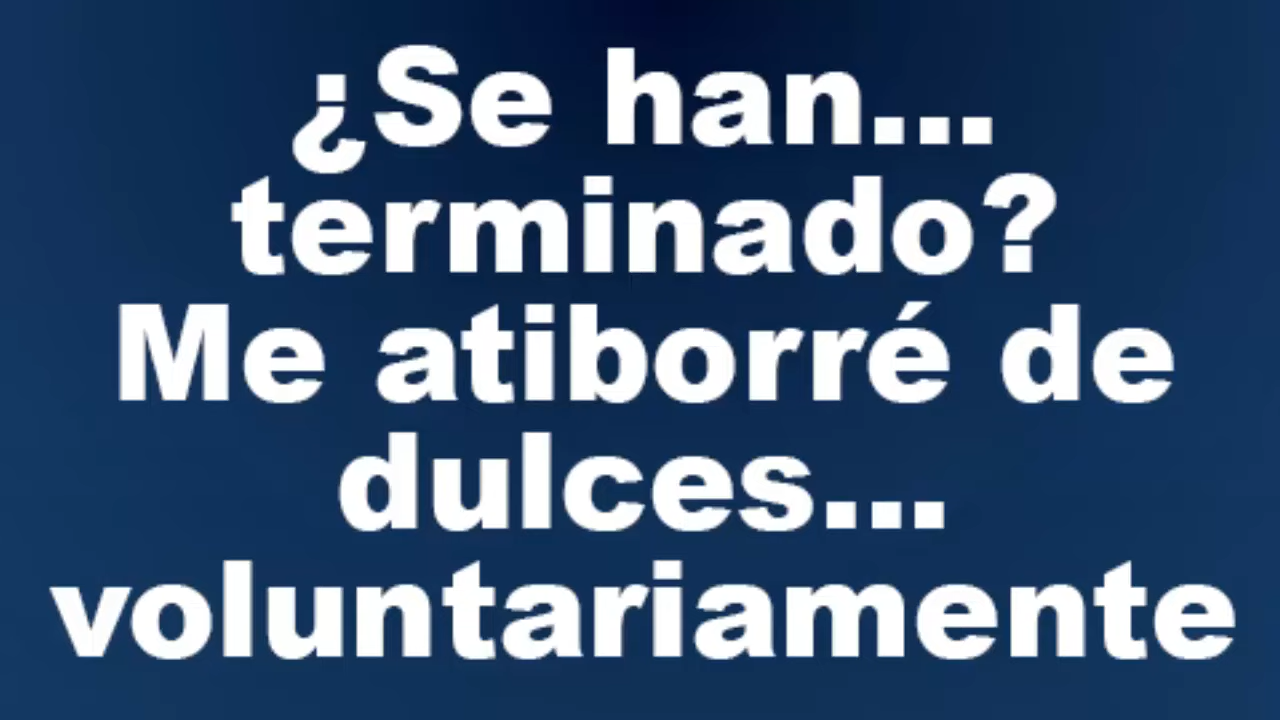 ¿Se han...
terminado?
Me atiborré de
dulces...
voluntariamente